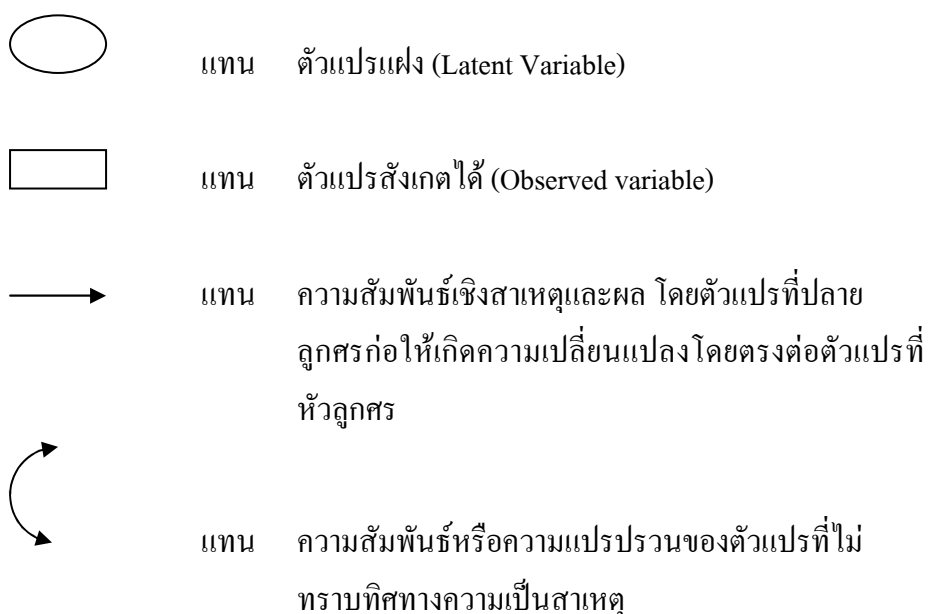 แทน ตัวแปรแฝง (Latent Variable)
แทน ตัวแปรสังเกตได้ (Observed variable)
แทน ความสัมพันธ์เชิงสาเหตุและผล โดยตัวแปรที่ปลาย
ลูกศรก่อให้เกิดความเปลี่ยนแปลงโดยตรงต่อตัวแปรที่
หัวลูกศร
แทน ความสัมพันธ์หรือความแปรปรวนของตัวแปรที่ไม่
ทราบทิศทางความเป็นสาเหตุ